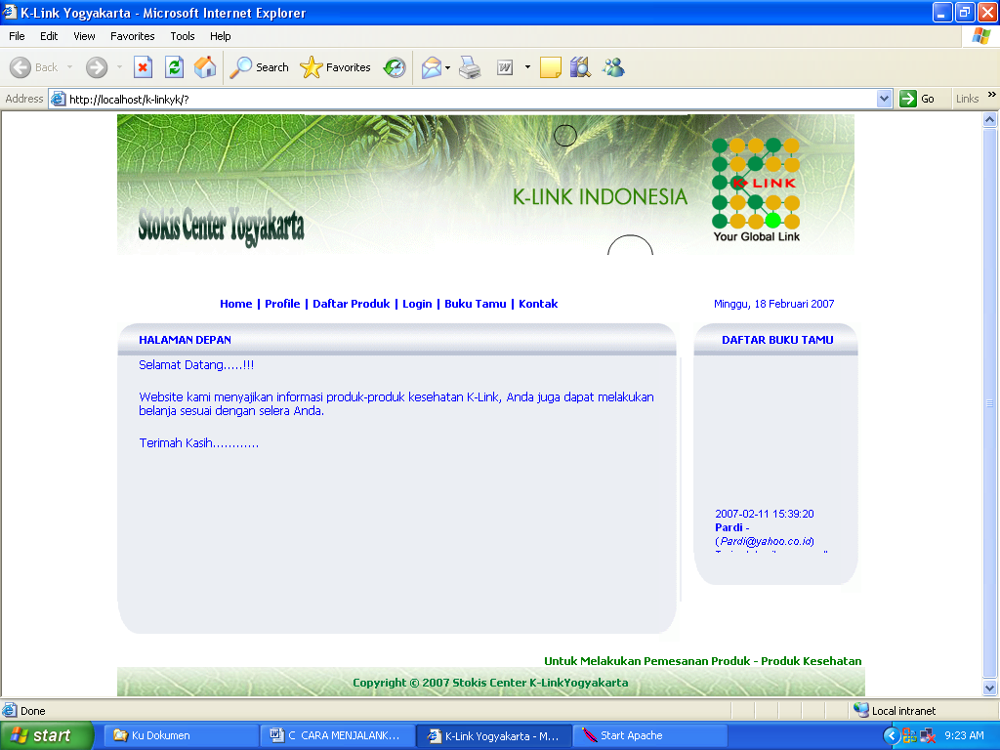 K-Link Yogyakarta - Microsoft Internet Explorer
File Edit View Favorites Tools Help
Back Search Favorites
Address http://localhost/k-linkyk/? Go Links »
K-LINK
K-LINK INDONESIA
Stokis Center Yogyakarta
Your Global Link
Home | Profile | Daftar Produk | Login | Buku Tamu | Kontak
Minggu, 18 Februari 2007
HALAMAN DEPAN
Selamat Datang.....!!!
Website kami menyajikan informasi produk-produk kesehatan K-Link, Anda juga dapat melakukan
belanja sesuai dengan selera Anda.
Terimah Kasih............
DAFTAR BUKU TAMU
2007-02-11 15:39:20
Pardi -
(Pardi@yahoo.co.id)
Untuk Melakukan Pemesanan Produk - Produk Kesehatan
Copyright © 2007 Stokis Center K-LinkYogyakarta
Done Local intranet
start Ku Dokumen C CARA MENJALANK... K-Link Yogyakarta - M... Start Apache 9:23 AM